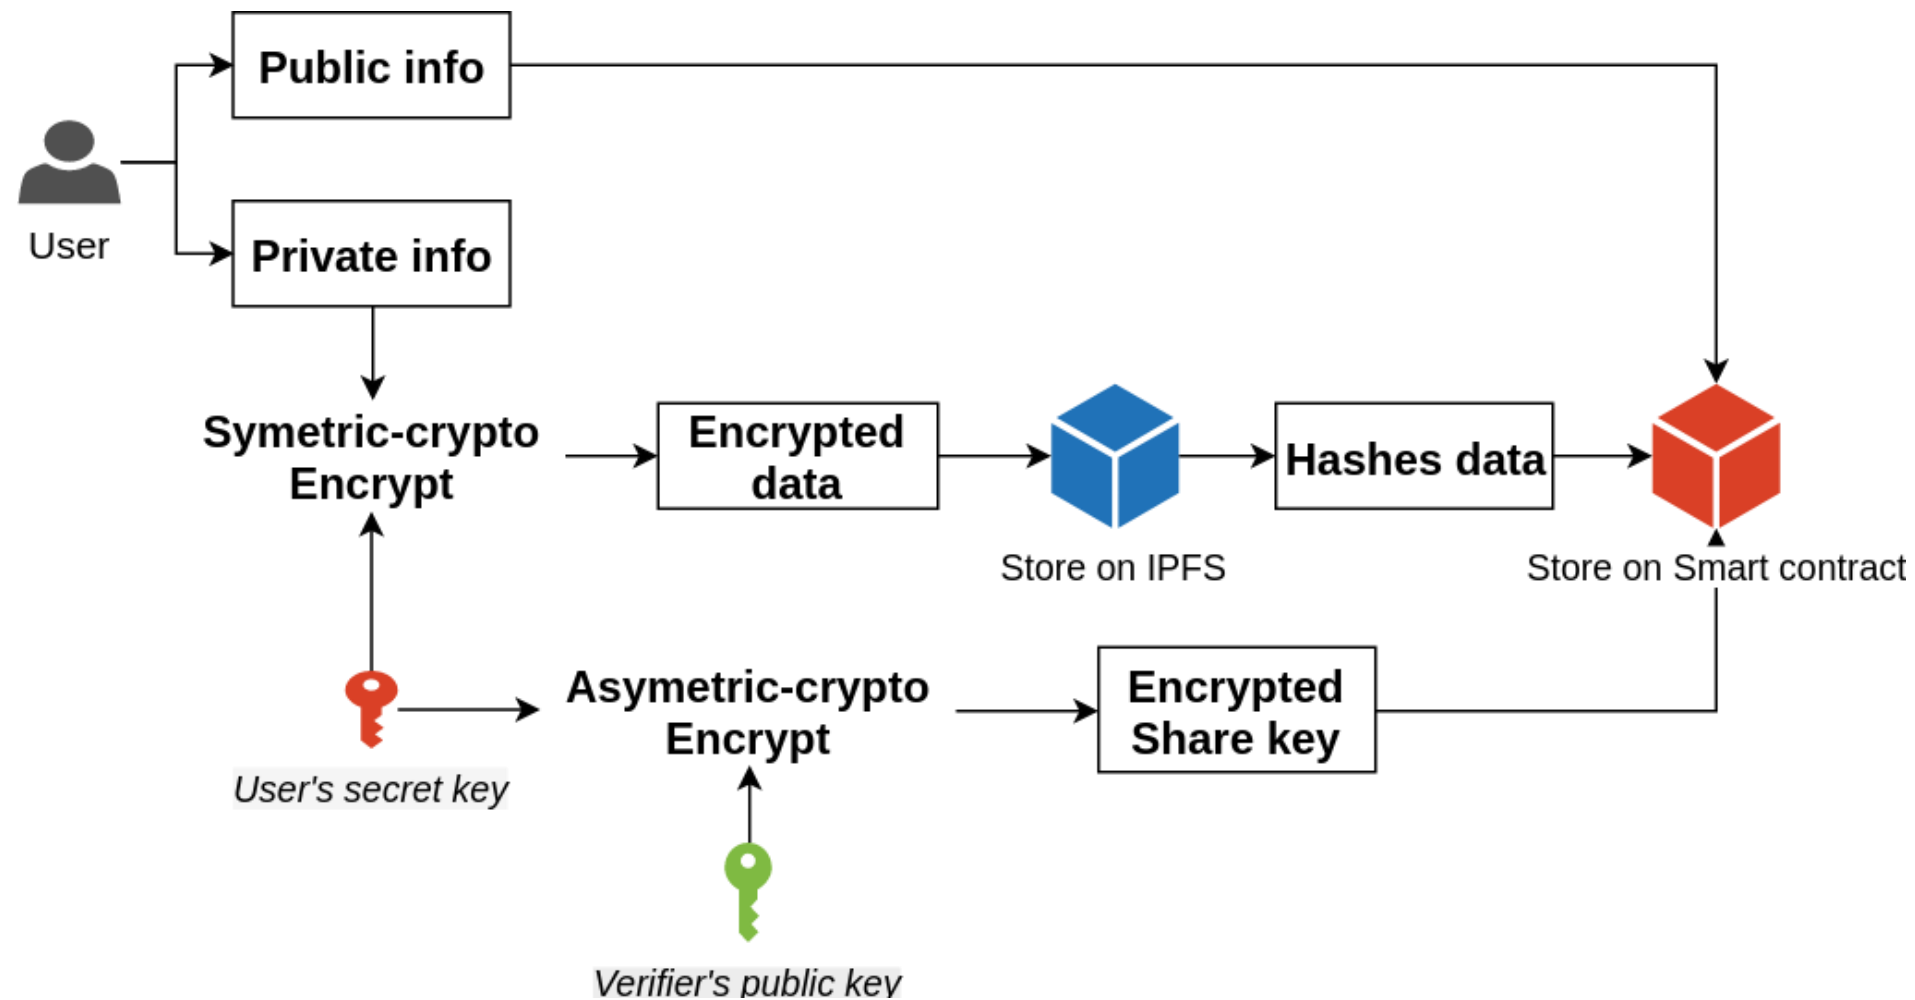 Public info
User
Private info
Symetric-crypto
Encrypt
Encrypted
data
Store on IPFS
Hashes data
Store on Smart contract
User's secret key
Asymetric-crypto
Encrypt
Encrypted
Share key
Verifier's public key